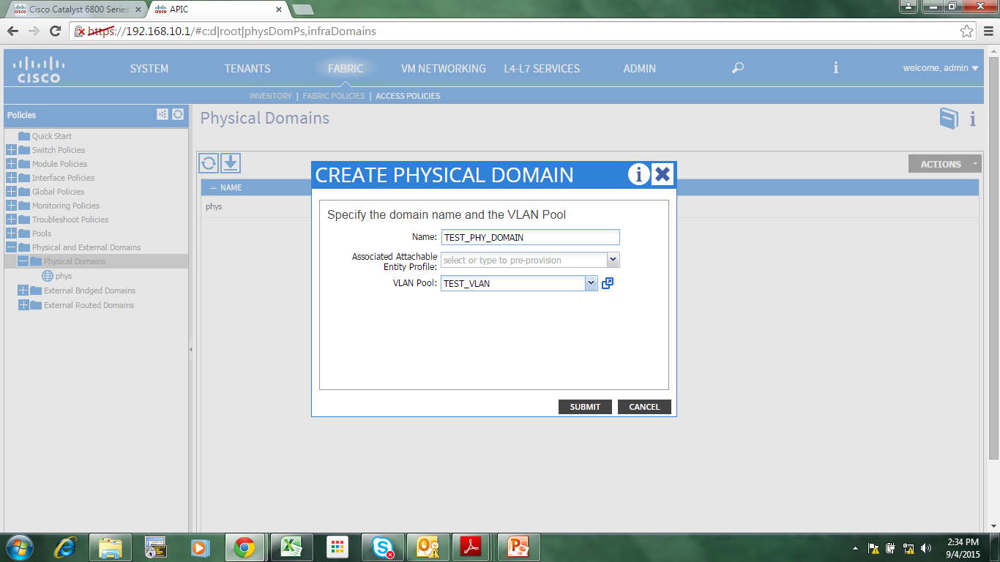 Cisco Catalyst 6800 Series
APIC
https://192.168.10.1/#c:d|root|physDomPs,infraDomains
CISCO
SYSTEM
TENANTS
FABRIC
VM NETWORKING
L4-L7 SERVICES
ADMIN
welcome, admin
INVENTORY | FABRIC POLICIES | ACCESS POLICIES
Policies
Physical Domains
Quick Start
Switch Policies
Module Policies
Interface Policies
Global Policies
Monitoring Policies
Troubleshoot Policies
Pools
Physical and External Domains
Physical Domains
phys
External Bridged Domains
External Routed Domains
ACTIONS
NAME
phys
CREATE PHYSICAL DOMAIN
Specify the domain name and the VLAN Pool
Name: TEST_PHY_DOMAIN
Associated Attachable
Entity Profile: select or type to pre-provision
VLAN Pool: TEST_VLAN
SUBMIT
CANCEL
2:34 PM
9/4/2015